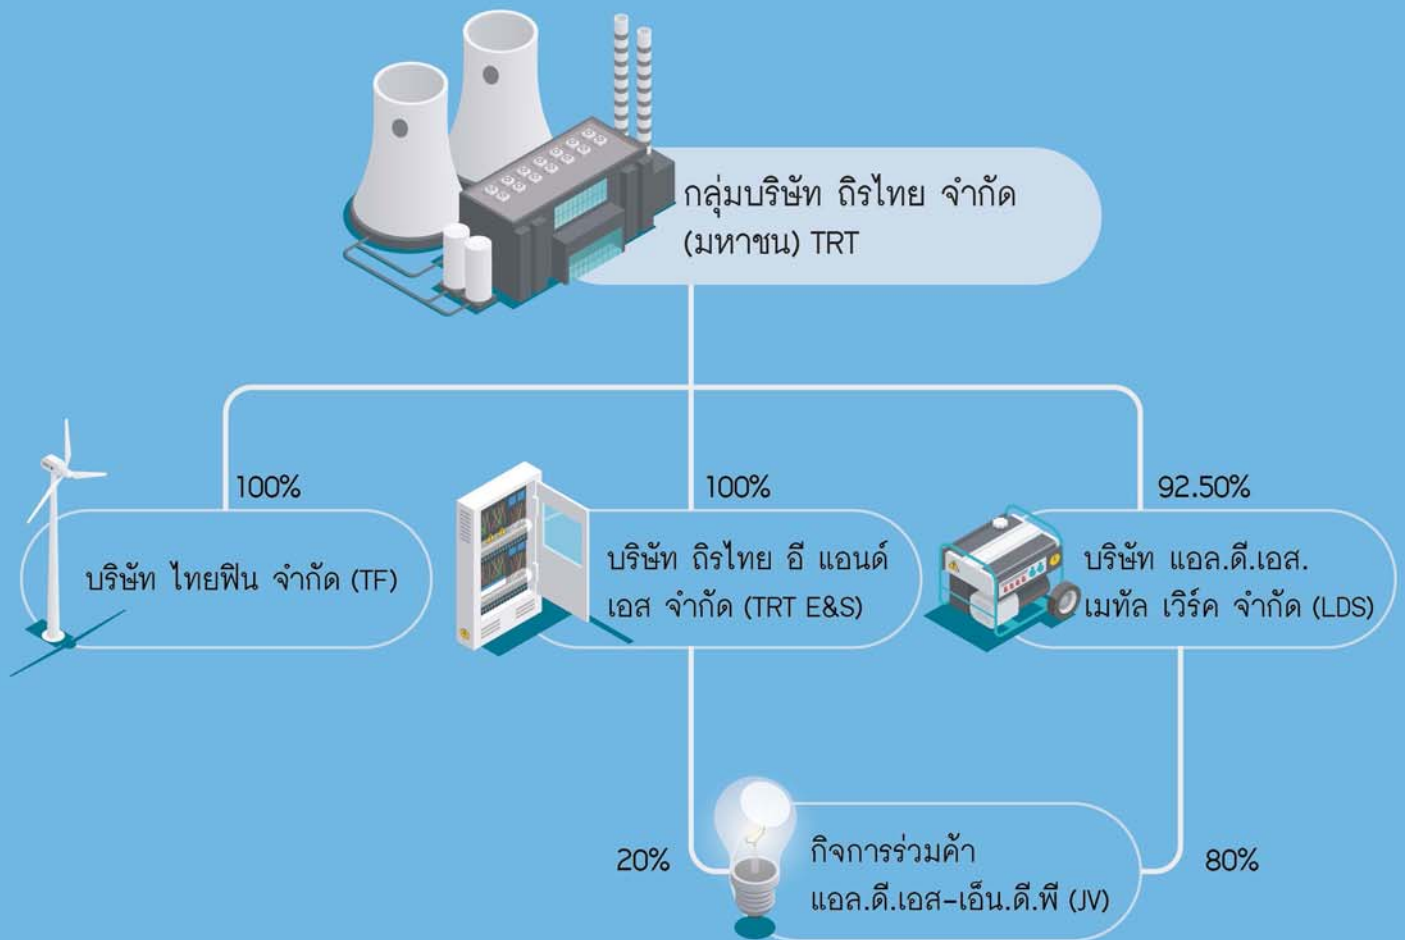 กลุ่มบริษัท ถิรไทย จำกัด
(มหาชน) TRT
100%
100%
92.50%
บริษัท ไทยฟิน จำกัด (TF)
บริษัท ถิรไทย อี แอนด์
เอส จำกัด (TRT E&S)
บริษัท แอล.ดี.เอส.
เมทัล เวิร์ค จำกัด (LDS)
20%
กิจการร่วมค้า
แอล.ดี.เอส-เอ็น.ดี.พี (JV)
80%